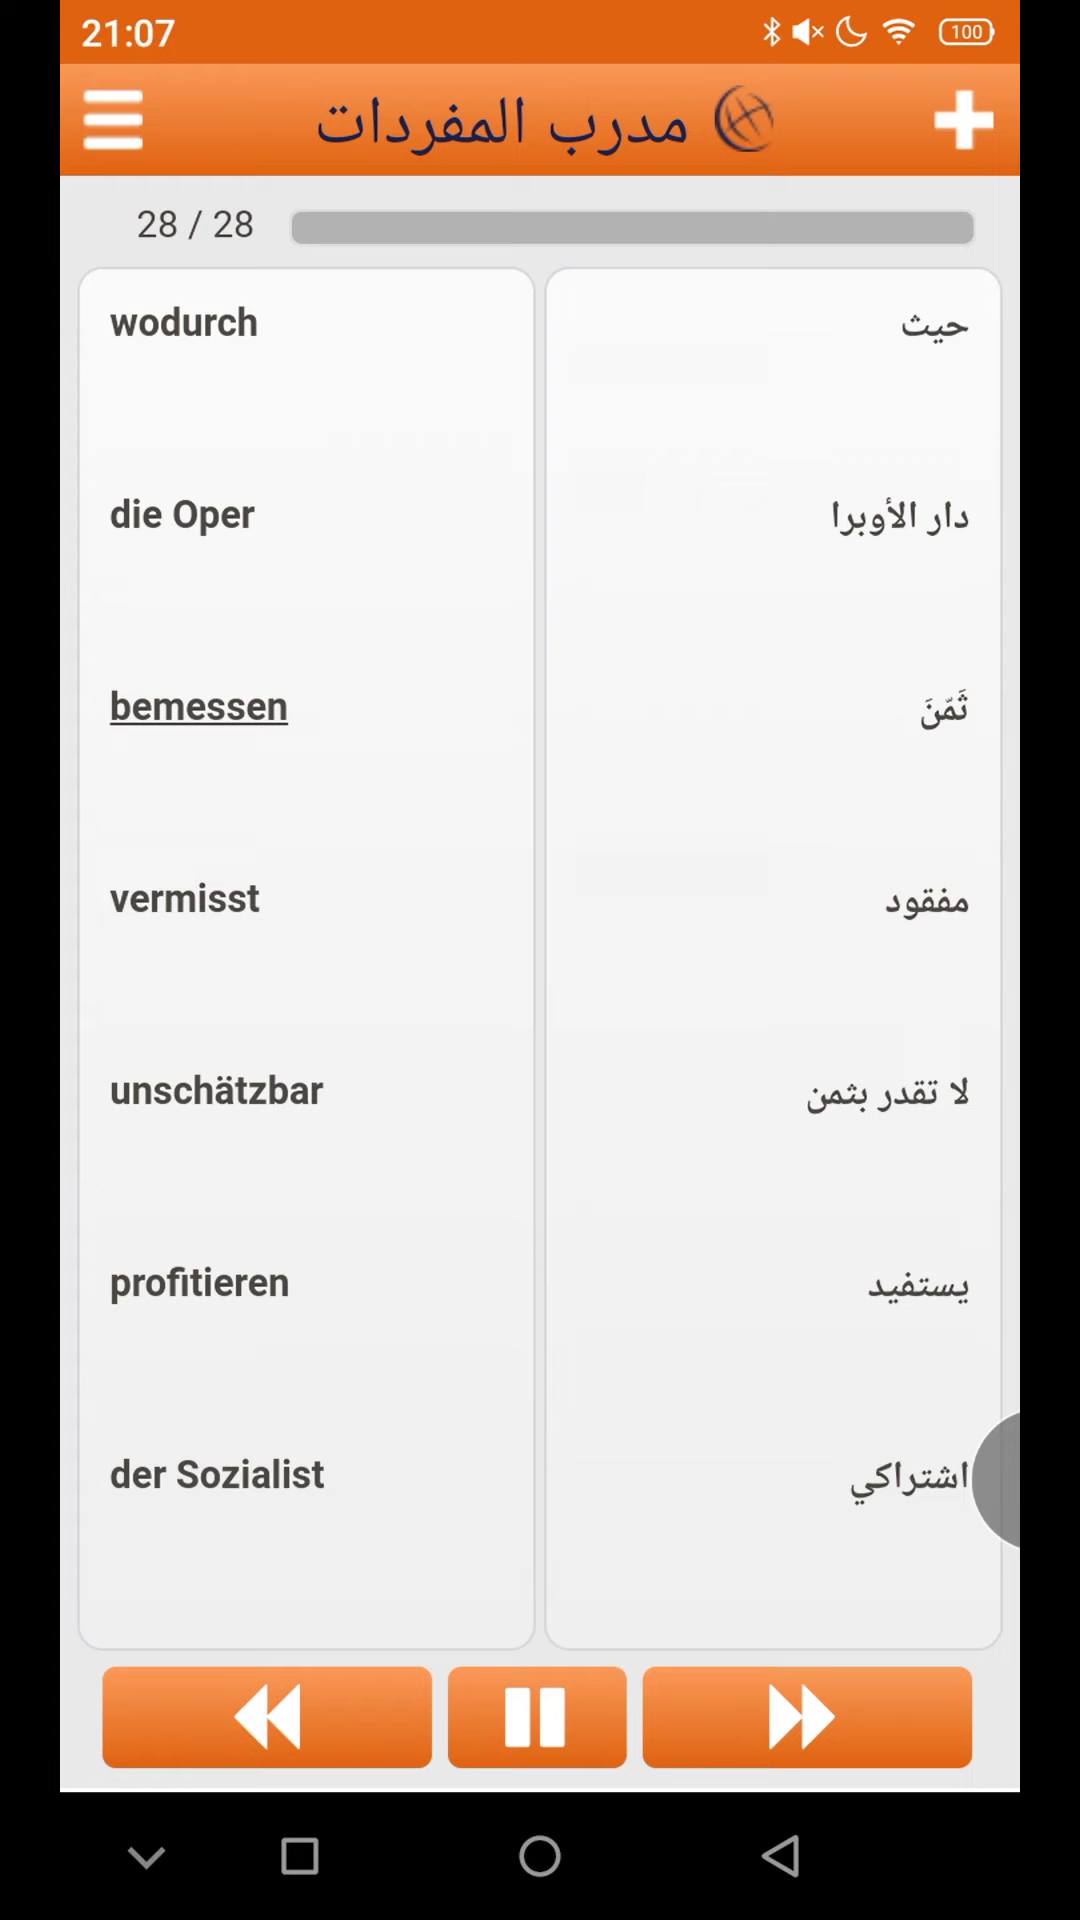 21:07
100
مدرب المفردات
28 / 28
wodurch
حيث
die Oper
دار الأوبرا
bemessen
ثَمّنَ
vermisst
مفقود
unschätzbar
لا تقدر بثمن
profitieren
يستفيد
der Sozialist
اشتراكي